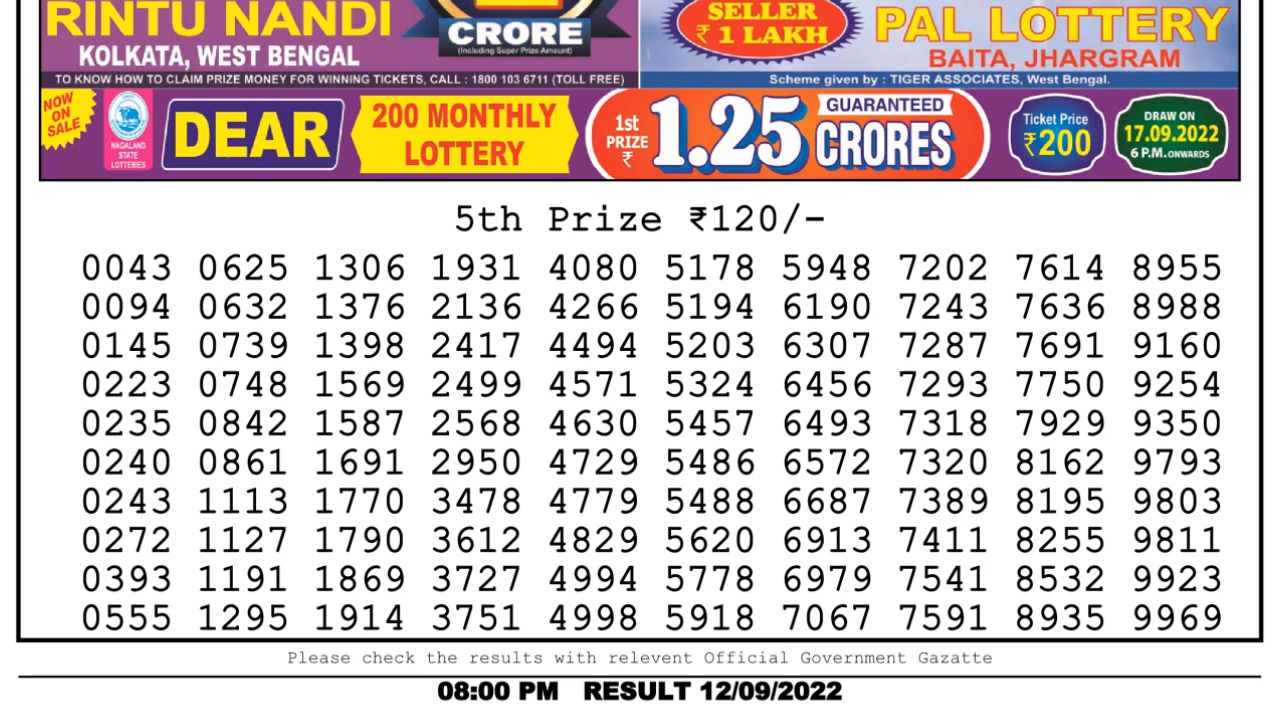 RINTU NANDI
KOLKATA, WEST BENGAL
CRORE
(Including Super Prize Amount)
SELLER
₹ 1 LAKH
PAL LOTTERY
BAITA, JHARGRAM
TO KNOW HOW TO CLAIM PRIZE MONEY FOR WINNING TICKETS, CALL : 1800 103 6711 (TOLL FREE)
Scheme given by : TIGER ASSOCIATES, West Bengal.
NOW
ON
SALE
NAGALAND
STATE
LOTTERIES
DEAR
200 MONTHLY
LOTTERY
1st
PRIZE
₹
1.25
GUARANTEED
CRORES
Ticket Price
₹200
DRAW ON
17.09.2022
6 P.M. ONWARDS
5th Prize ₹120/-
0043 0625 1306 1931 4080 5178 5948 7202 7614 8955
0094 0632 1376 2136 4266 5194 6190 7243 7636 8988
0145 0739 1398 2417 4494 5203 6307 7287 7691 9160
0223 0748 1569 2499 4571 5324 6456 7293 7750 9254
0235 0842 1587 2568 4630 5457 6493 7318 7929 9350
0240 0861 1691 2950 4729 5486 6572 7320 8162 9793
0243 1113 1770 3478 4779 5488 6687 7389 8195 9803
0272 1127 1790 3612 4829 5620 6913 7411 8255 9811
0393 1191 1869 3727 4994 5778 6979 7541 8532 9923
0555 1295 1914 3751 4998 5918 7067 7591 8935 9969
Please check the results with relevent Official Government Gazatte
08:00 PM RESULT 12/09/2022